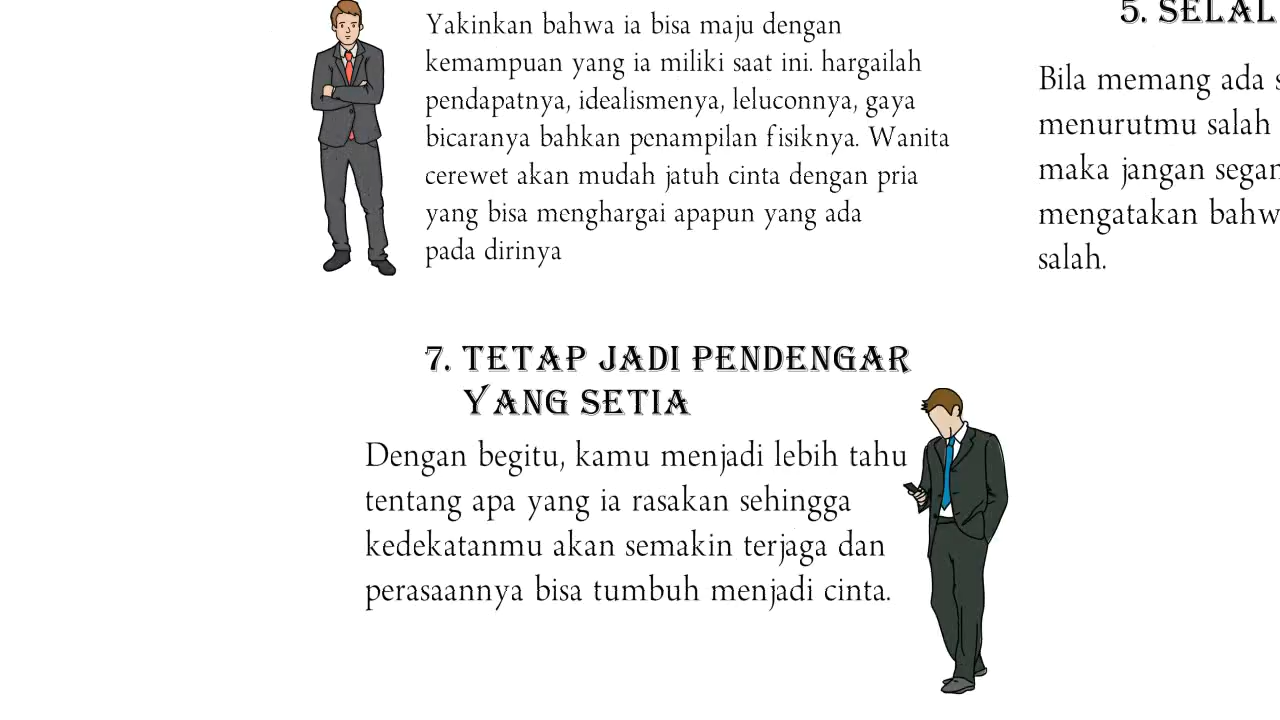 Yakinkan bahwa ia bisa maju dengan
kemampuan yang ia miliki saat ini. hargailah
pendapatnya, idealismenya, leluconnya, gaya
bicaranya bahkan penampilan fisiknya. Wanita
cerewet akan mudah jatuh cinta dengan pria
yang bisa menghargai apapun yang ada
pada dirinya
5.
Bila memang ada
menurutmu salah
maka jangan
mengatakan
salah.
7. TETAP JADI PENDENGAR
YANG SETIA
Dengan begitu, kamu menjadi lebih tahu
tentang apa yang ia rasakan sehingga
kedekatanmu akan semakin terjaga dan
perasaannya bisa tumbuh menjadi cinta.